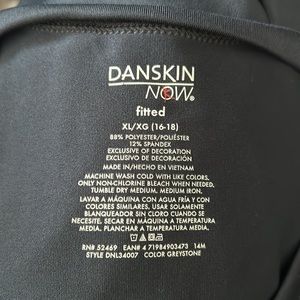 DANSKIN
NOW®
fitted
XL/XG (16-18)
88% POLYESTER/POLIÉSTER
12% SPANDEX
EXCLUSIVE OF DECORATION
EXCLUSIVO DE DECORACIÓN
MADE IN/HECHO EN VIETNAM
MACHINE WASH COLD WITH LIKE COLORS,
ONLY NON-CHLORINE BLEACH WHEN NEEDED,
TUMBLE DRY MEDIUM, MEDIUM IRON.
LAVAR A MÁQUINA CON AGUA FRÍA Y CON
COLORES SIMILARES, USAR SOLAMENTE
BLANQUEADOR SIN CLORO CUANDO SE
NECESITE, SECAR EN MÁQUINA A TEMPERATURA
MEDIA, PLANCHAR A TEMPERATURA MEDIA.
RN# 52469 EAN# 4 71984903473 14M
STYLE DNL34007 COLOR GREYSTONE